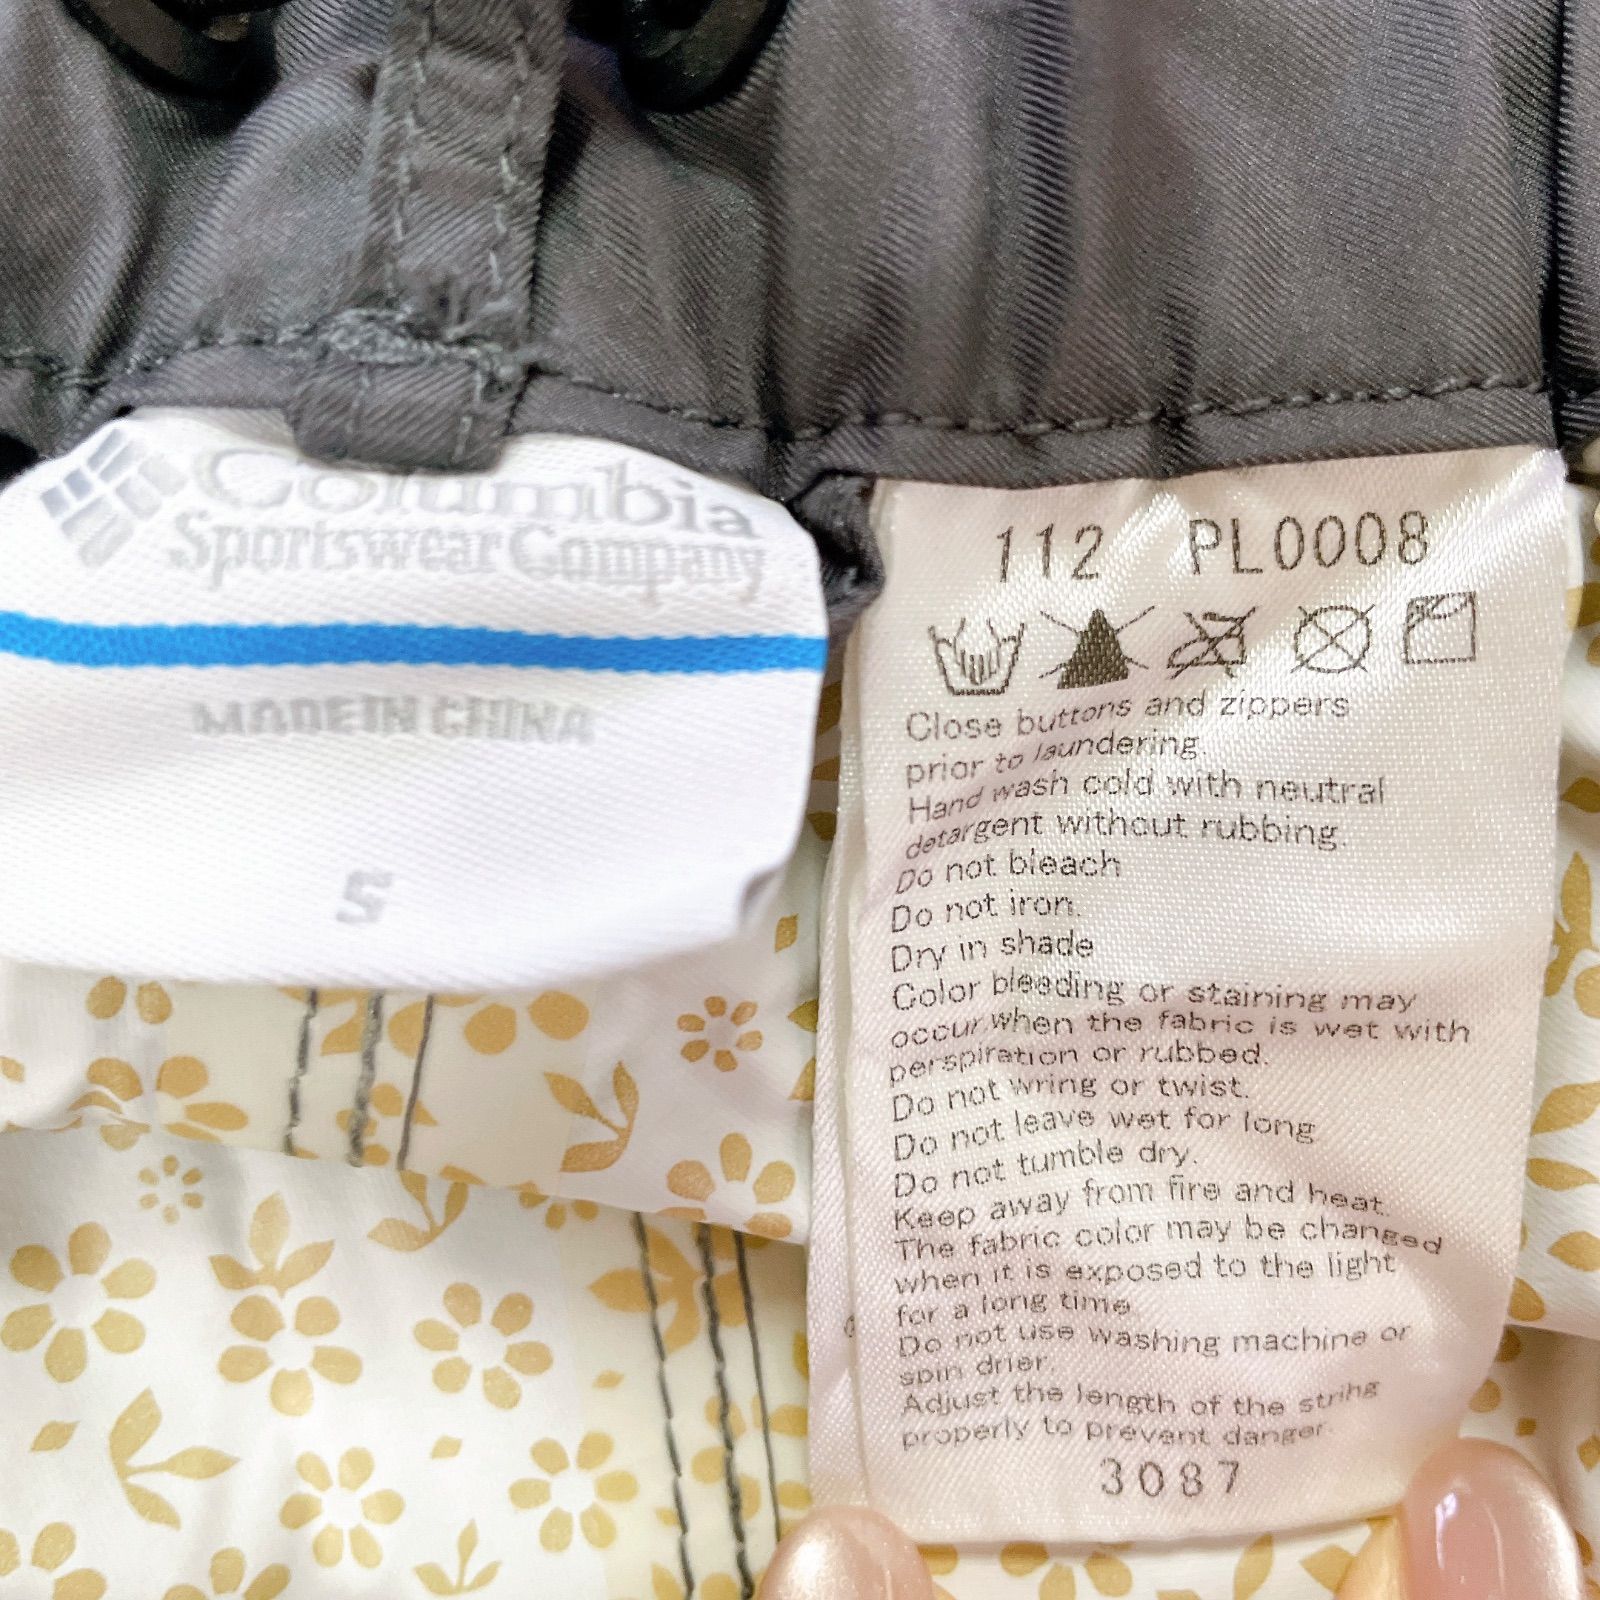 Columbia
Sportswear Company
MADE IN CHINA
S
112 PL0008
Close buttons and zippers
prior to laundering.
Hand wash cold with neutral
detargent without rubbing.
Do not bleach
Do not iron.
Dry in shade
Color bleeding or staining may
occur when the fabric is wet with
perspiration or rubbed.
Do not wring or twist.
Do not leave wet for long
Do not tumble dry.
Keep away from fire and heat.
The fabric color may be changed
when it is exposed to the light
for a long time.
Do not use washing machine or
spin drier.
Adjust the length of the string
properly to prevent danger.
3087